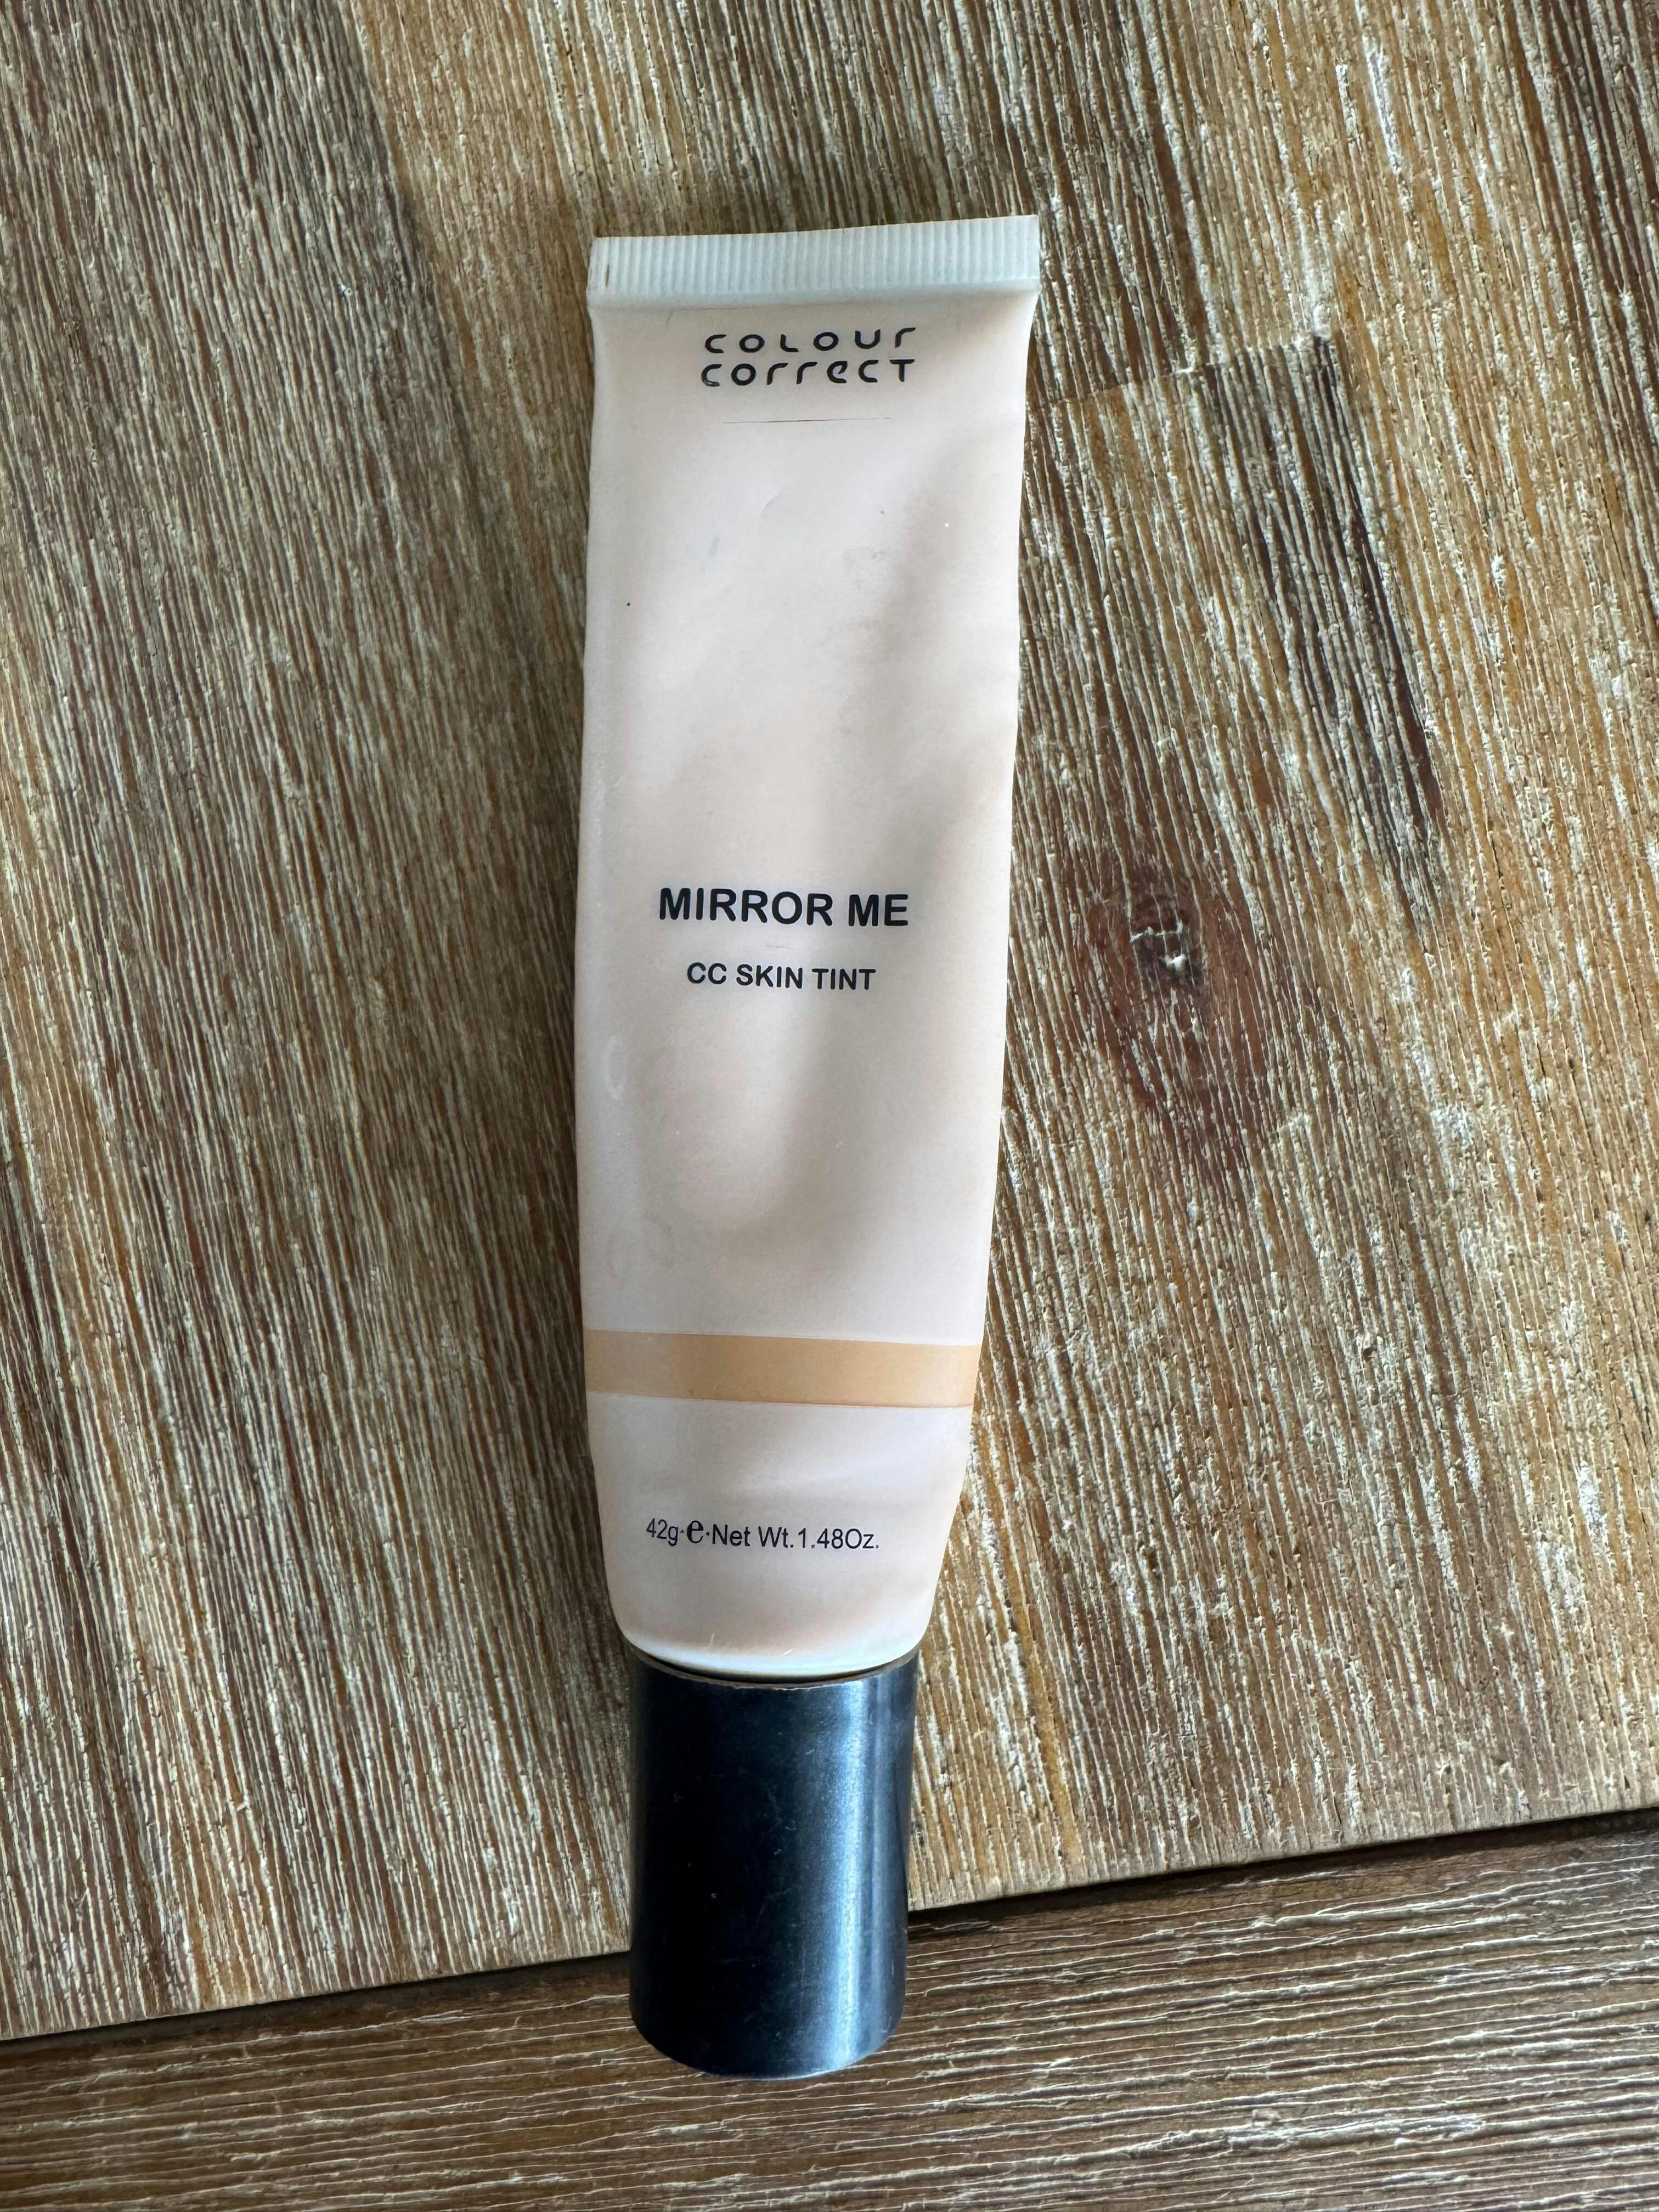 COLOUR
CORRECT
MIRROR ME
CC SKIN TINT
42g·e·Net Wt.1.48Oz.